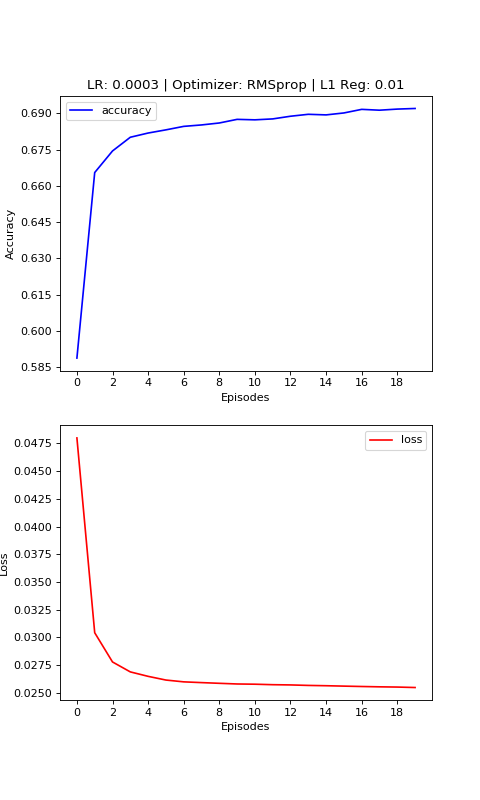 LR: 0.0003 | Optimizer: RMSprop | L1 Reg: 0.01
accuracy
0.690
0.675
0.660
0.645
0.630
0.615
0.600
0.585
Accuracy
0 2 4 6 8 10 12 14 16 18
Episodes
loss
0.0475
0.0450
0.0425
0.0400
0.0375
0.0350
0.0325
0.0300
0.0275
0.0250
Loss
0 2 4 6 8 10 12 14 16 18
Episodes